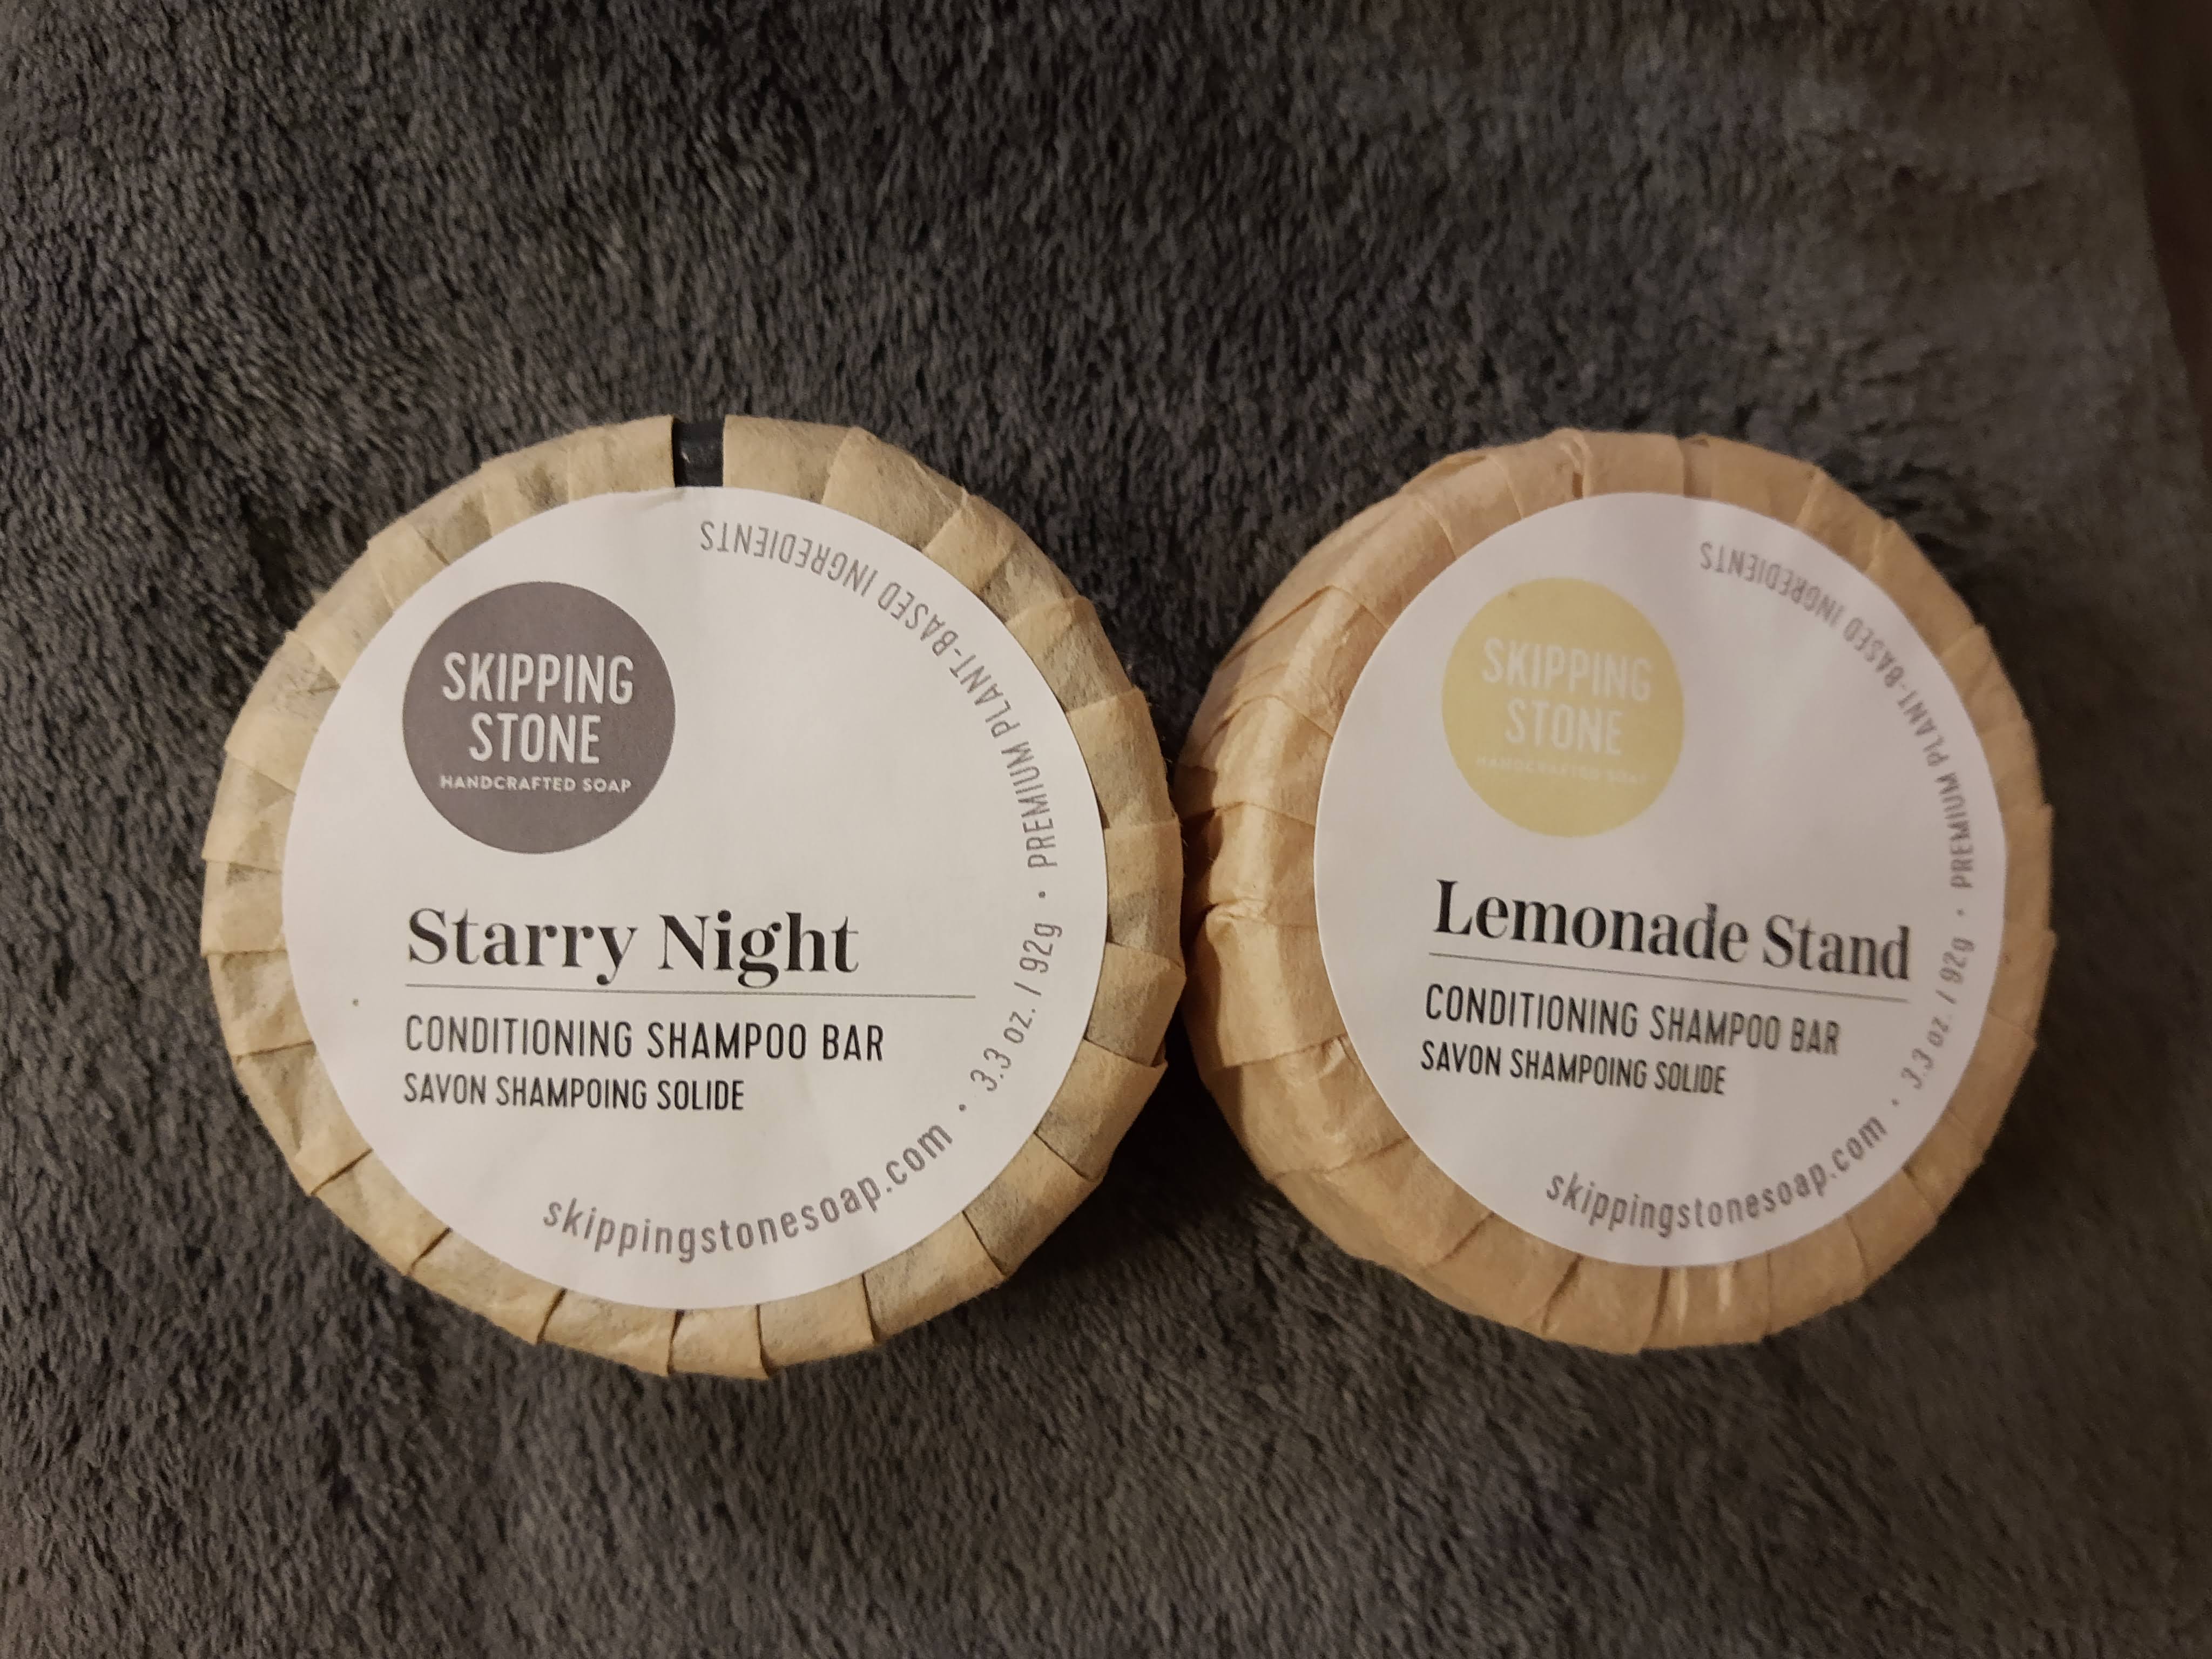 SKIPPING
STONE
HANDCRAFTED SOAP
Starry Night
CONDITIONING SHAMPOO BAR
SAVON SHAMPOING SOLIDE
skippingstonesoap.com • 3.3 oz. / 92g • PREMIUM PLANT-BASED INGREDIENTS
SKIPPING
STONE
HANDCRAFTED SOAP
Lemonade Stand
CONDITIONING SHAMPOO BAR
SAVON SHAMPOING SOLIDE
skippingstonesoap.com • 3.3 oz. / 92g • PREMIUM PLANT-BASED INGREDIENTS